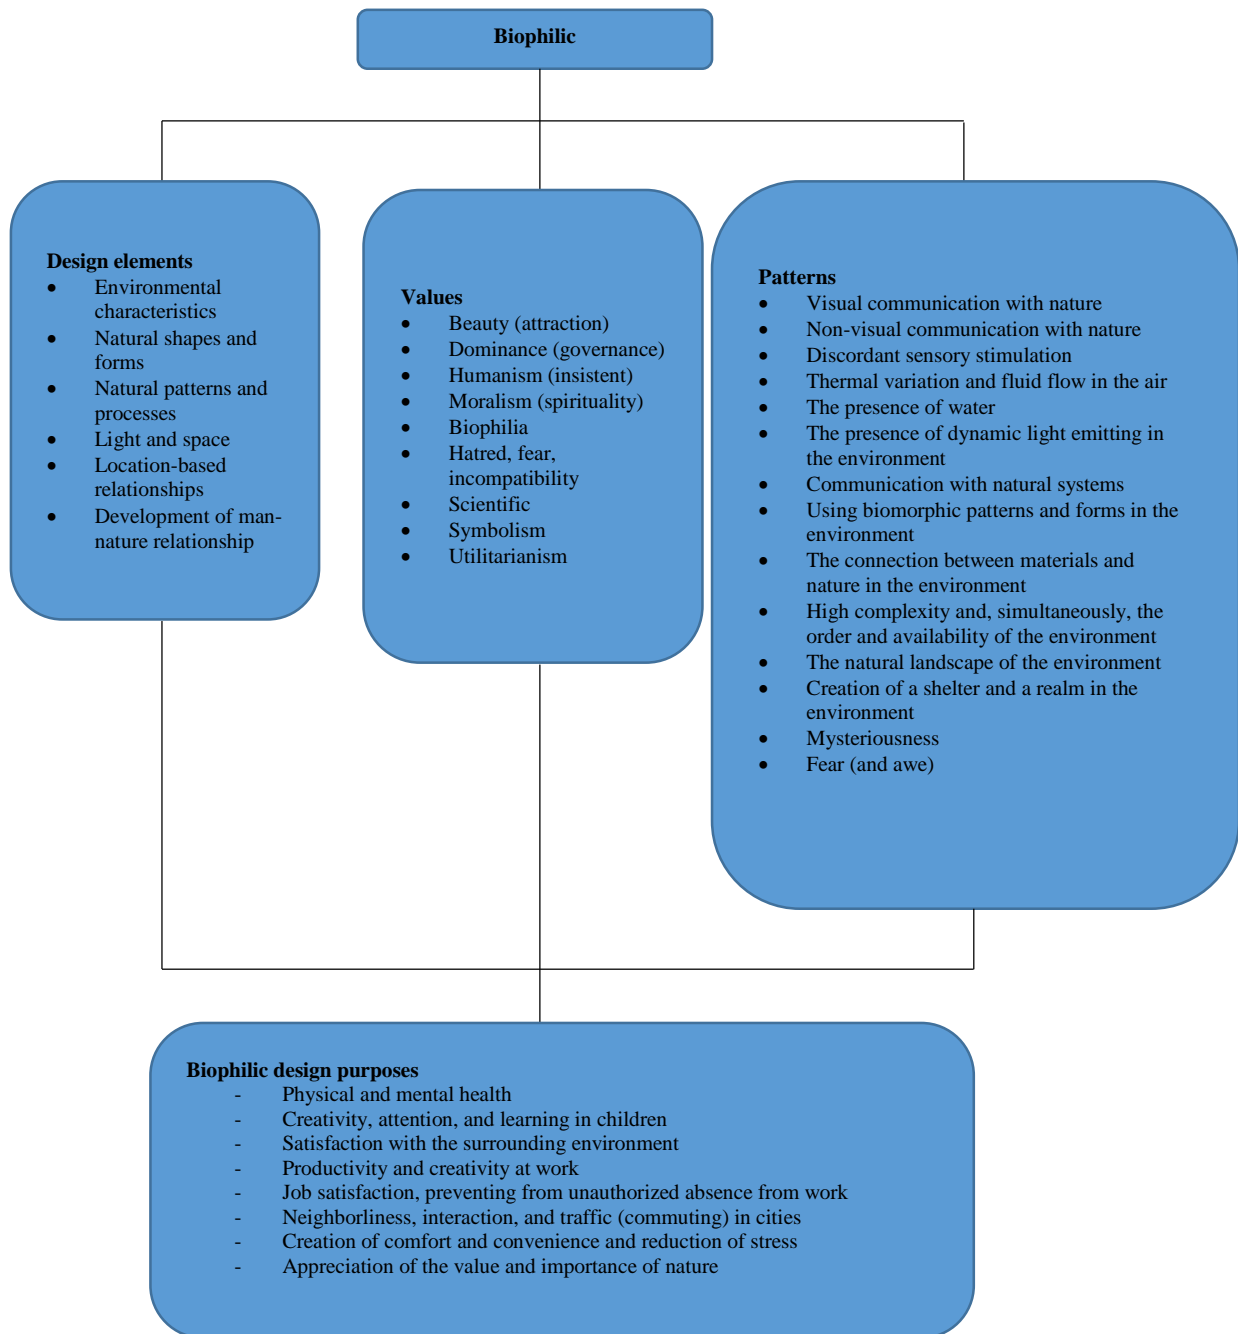 Biophilic
Design elements
• Environmental
characteristics
• Natural shapes and
forms
• Natural patterns and
processes
• Light and space
• Location-based
relationships
• Development of man-
nature relationship
Values
• Beauty (attraction)
• Dominance (governance)
• Humanism (insistent)
• Moralism (spirituality)
• Biophilia
• Hatred, fear,
incompatibility
• Scientific
• Symbolism
• Utilitarianism
Patterns
• Visual communication with nature
• Non-visual communication with nature
• Discordant sensory stimulation
• Thermal variation and fluid flow in the air
• The presence of water
• The presence of dynamic light emitting in
the environment
• Communication with natural systems
• Using biomorphic patterns and forms in the
environment
• The connection between materials and
nature in the environment
• High complexity and, simultaneously, the
order and availability of the environment
• The natural landscape of the environment
• Creation of a shelter and a realm in the
environment
• Mysteriousness
• Fear (and awe)
Biophilic design purposes
- Physical and mental health
- Creativity, attention, and learning in children
- Satisfaction with the surrounding environment
- Productivity and creativity at work
- Job satisfaction, preventing from unauthorized absence from work
- Neighborliness, interaction, and traffic (commuting) in cities
- Creation of comfort and convenience and reduction of stress
- Appreciation of the value and importance of nature